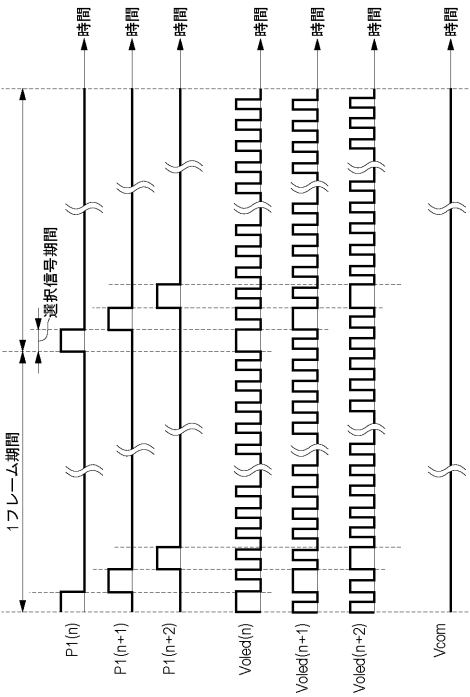 1フレーム期間
選択信号期間
P1(n)
時間
P1(n+1)
時間
P1(n+2)
時間
Voled(n)
時間
Voled(n+1)
時間
Voled(n+2)
時間
Vcom
時間